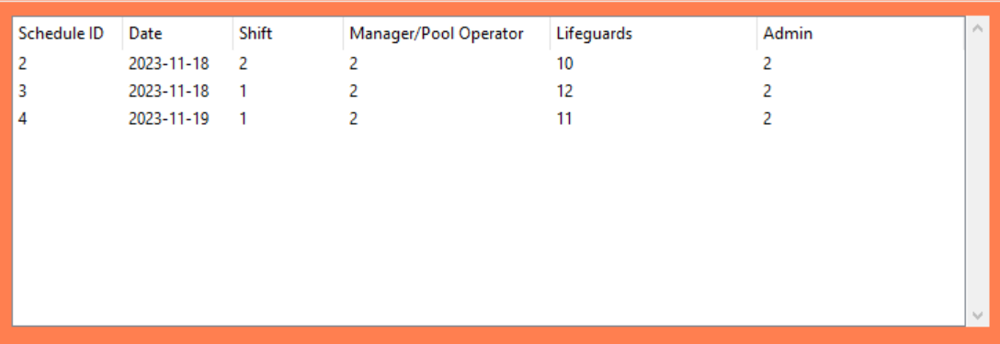 Schedule ID Date Shift Manager/Pool Operator Lifeguards Admin
2 2023-11-18 2 2 10 2
3 2023-11-18 1 2 12 2
4 2023-11-19 1 2 11 2